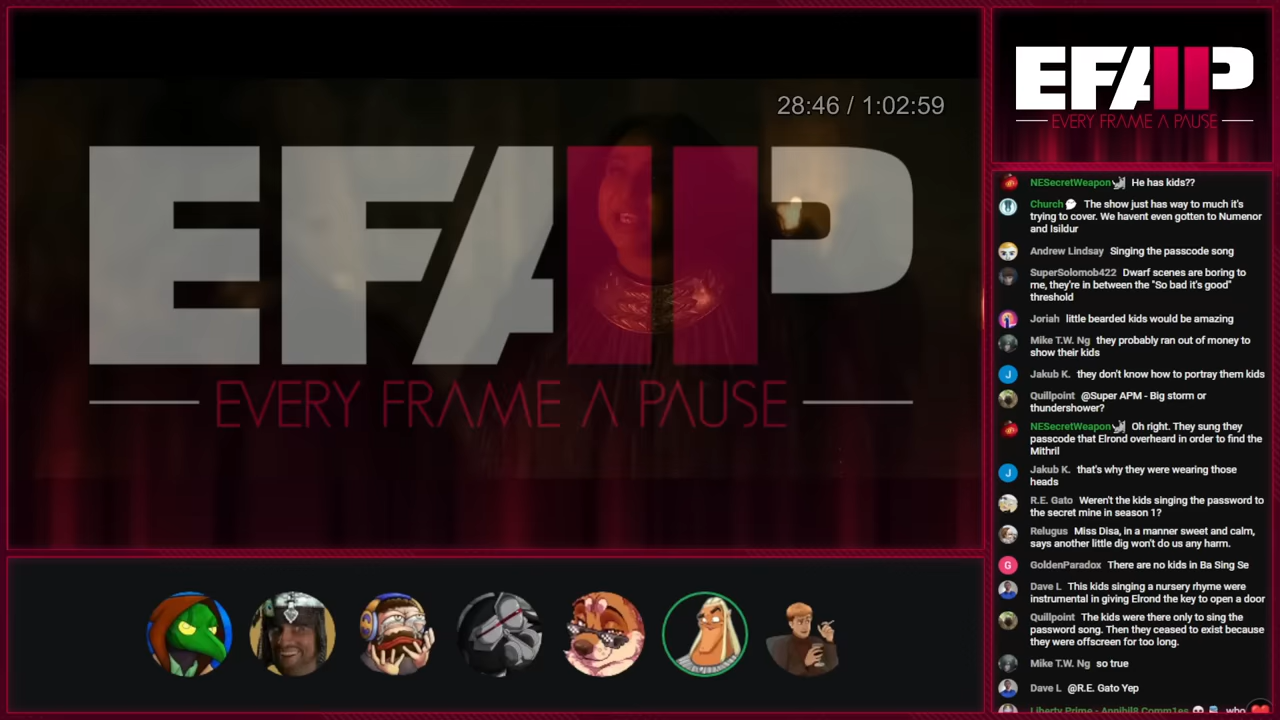 28:46 / 1:02:59
EFAP
EVERY FRAME A PAUSE
EFAP
EVERY FRAME A PAUSE
NESecretWeapon He has kids??
Church The show just has way to much it's
trying to cover. We havent even gotten to Numenor
and Isildur
Andrew Lindsay Singing the passcode song
SuperSolomob422 Dwarf scenes are boring to
me, they're in between the "So bad it's good"
threshold
Joriah little bearded kids would be amazing
Mike T.W. Ng they probably ran out of money to
show their kids
J
Jakub K. they don't know how to portray them kids
Quillpoint @Super APM - Big storm or
thundershower?
NESecretWeapon Oh right. They sung they
passcode that Elrond overheard in order to find the
Mithril
J
Jakub K. that's why they were wearing those
heads
R.E. Gato Weren't the kids singing the password to
the secret mine in season 1?
Relugus Miss Disa, in a manner sweet and calm,
says another little dig won't do us any harm.
G
GoldenParadox There are no kids in Ba Sing Se
Dave L This kids singing a nursery rhyme were
instrumental in giving Elrond the key to open a door
Quillpoint The kids were there only to sing the
password song. Then they ceased to exist because
they were offscreen for too long.
Mike T.W. Ng so true
Dave L @R.E. Gato Yep
Liberty Prime - Annihil8 Comm1es who